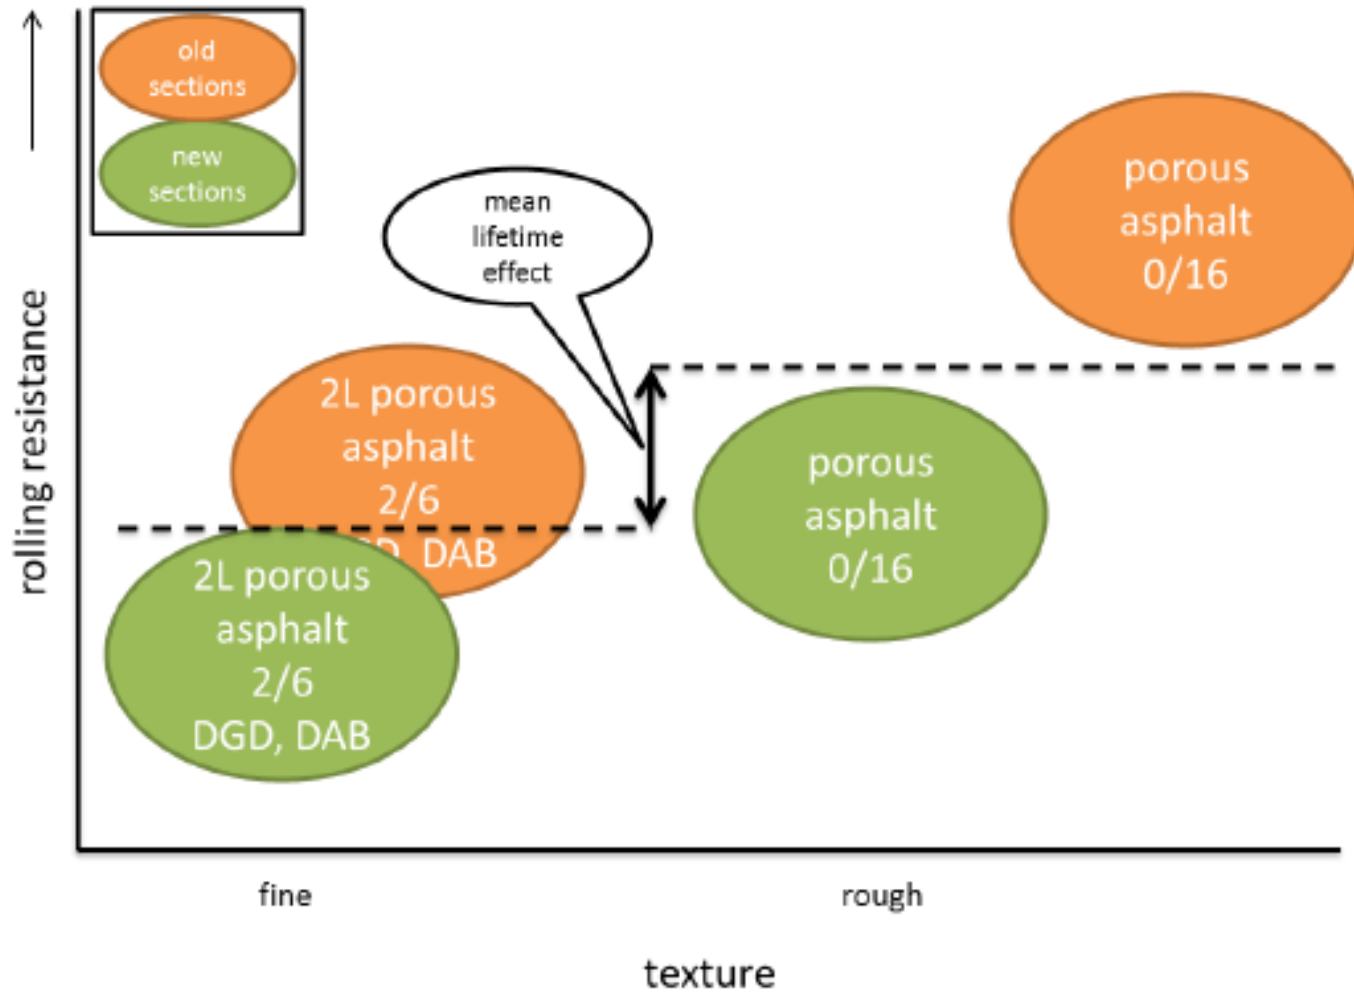 old
sections
new
sections
mean
lifetime
effect
porous
asphalt
0/16
2L porous
asphalt
2/6
DAB
porous
asphalt
0/16
2L porous
asphalt
2/6
DGD, DAB
rolling resistance
fine
rough
texture